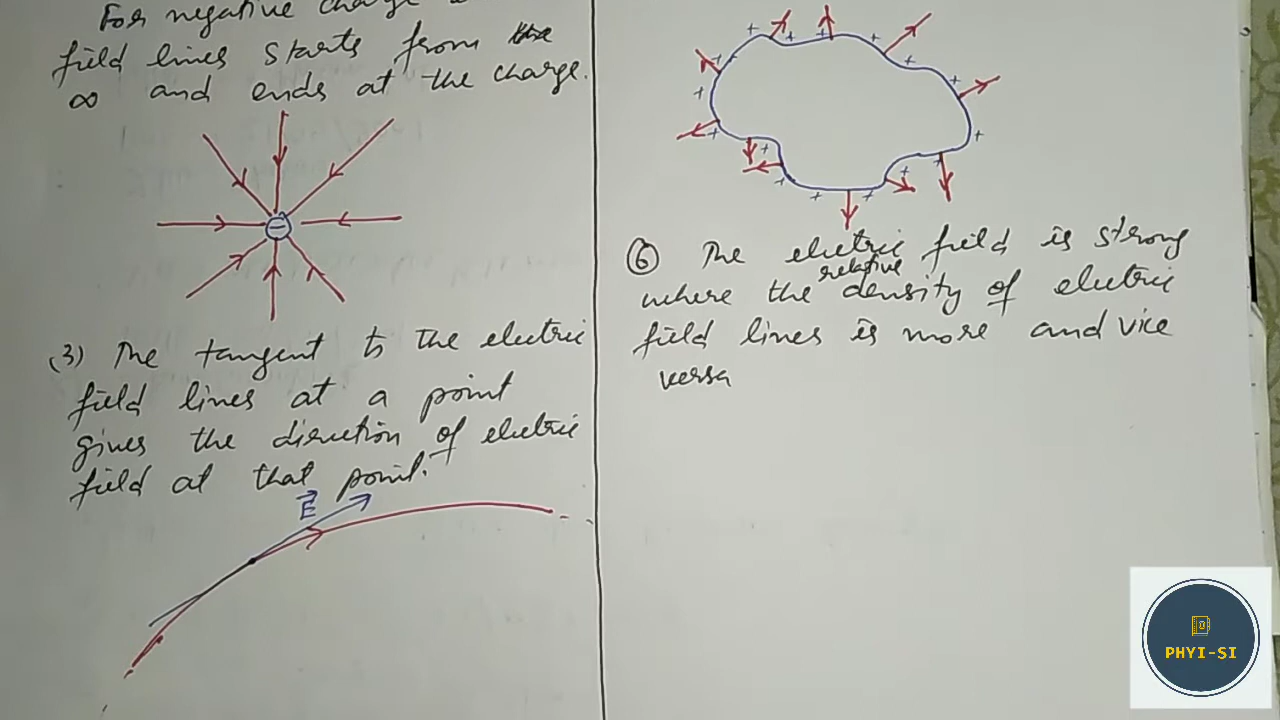 For negative charge
field lines starts from the
∞ and ends at the charge.
(3) The tangent to the electric
field lines at a point
gives the direction of electric
field at that point.
E
⑥ The electric field is strong
relative
where the density of electric
field lines is more and vice
versa
PHYI-SI